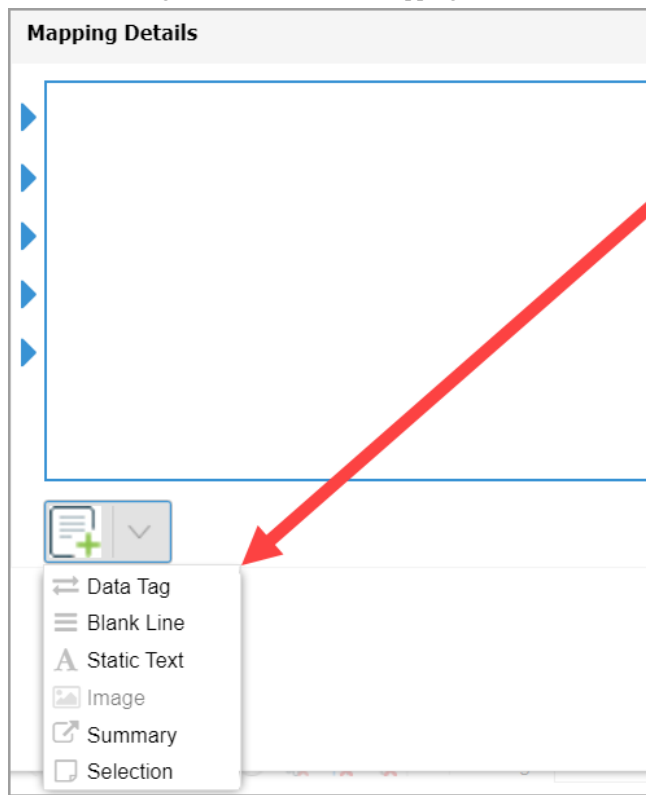 Mapping Details
Data Tag
Blank Line
Static Text
Image
Summary
Selection